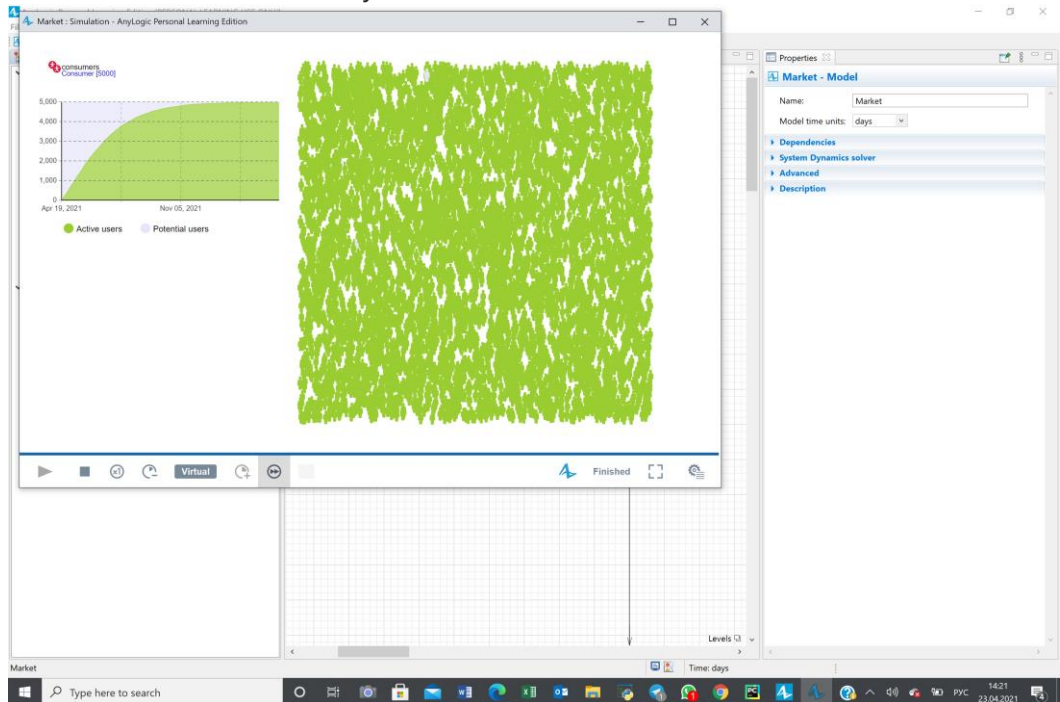 Market : Simulation - AnyLogic Personal Learning Edition
consumers
Consumer [5000]
5,000
4,000
3,000
2,000
1,000
0
Apr 19, 2021 Nov 05, 2021
Active users Potential users
x1
Virtual
Finished
Properties
Market - Model
Name: Market
Model time units: days
Dependencies
System Dynamics solver
Advanced
Description
Levels
Market
Time: days
Type here to search
РУС
14:21
23.04.2021